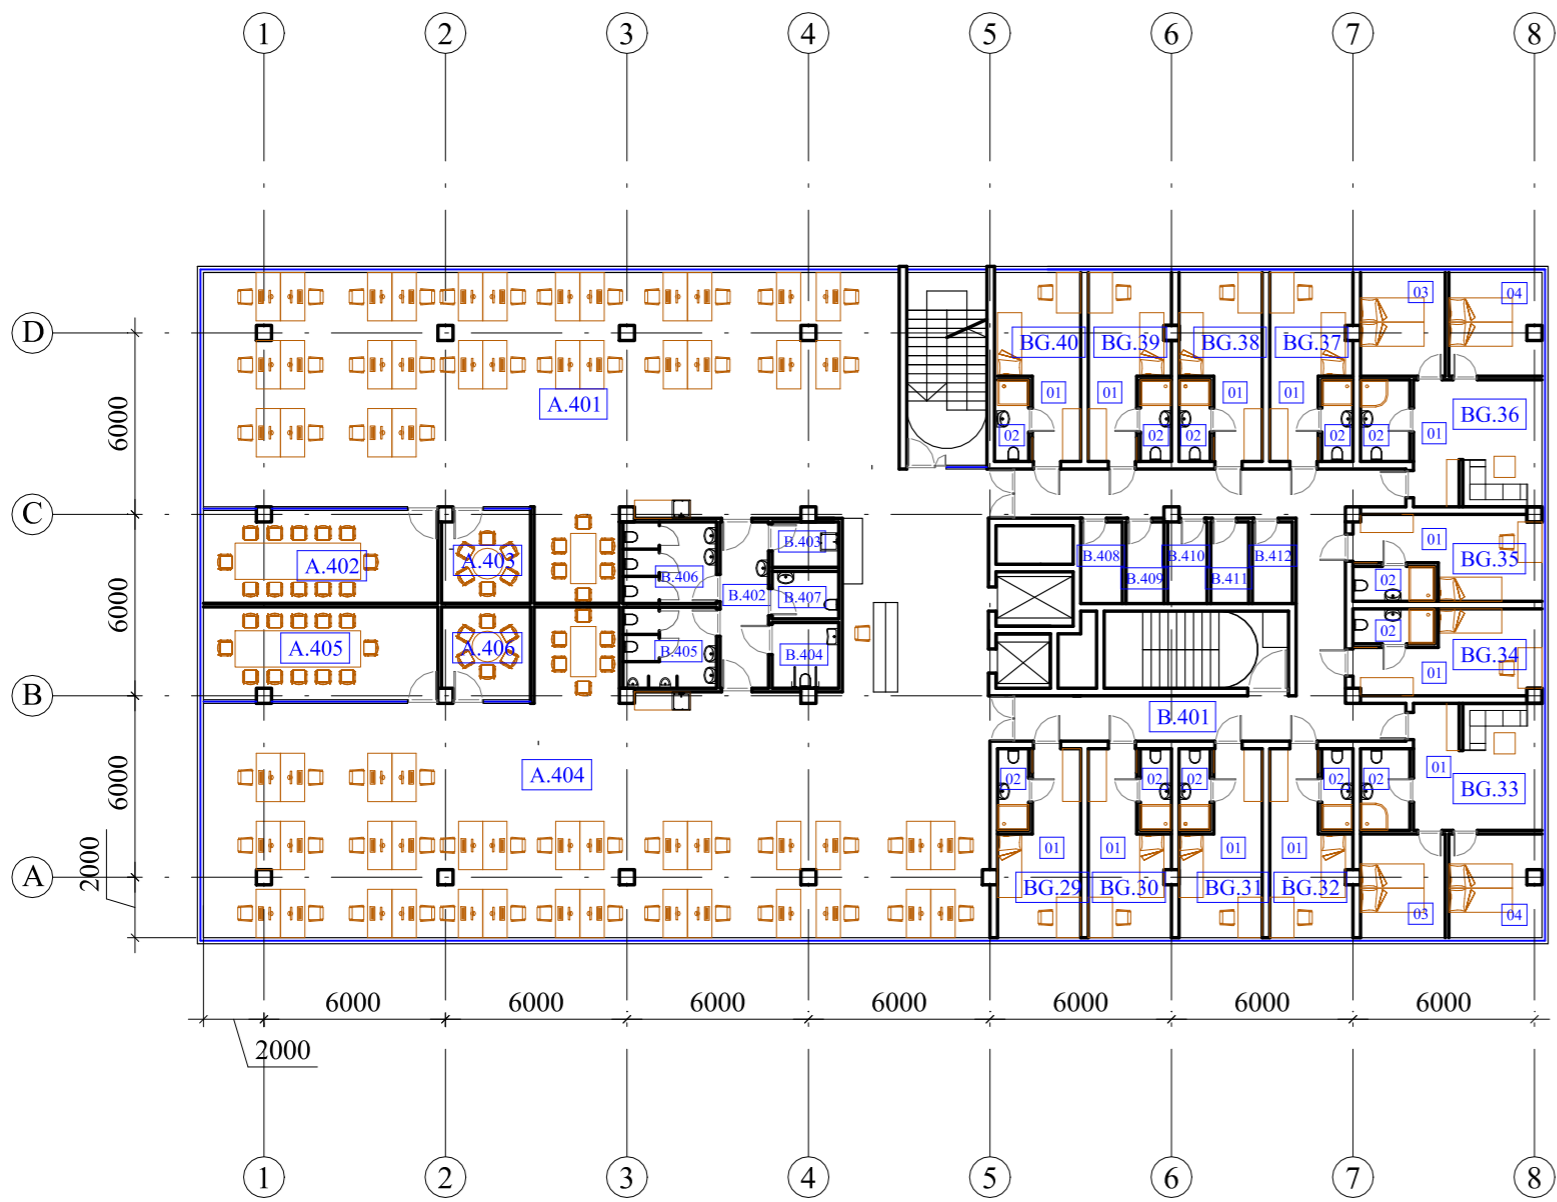 1 2 3 4 5 6 7 8
03 04
D
BG.40 BG.39 BG.38 BG.37
01 01 01 01
A.401
BG.36
6000
02 02 02 02 02 01
C
B.403
01
A.402 A.403
B.408 B.410 B.412
BG.35
B.406
B.409 B.411
02
B.402 B.407
6000
02
A.405 A.406 B.405 B.404
BG.34
01
B
B.401
A.404
01
02 02 02 02 02
BG.33
6000
01 01 01 01
2000
A
BG.29 BG.30 BG.31 BG.32
03 04
6000 6000 6000 6000 6000 6000 6000
2000
1 2 3 4 5 6 7 8